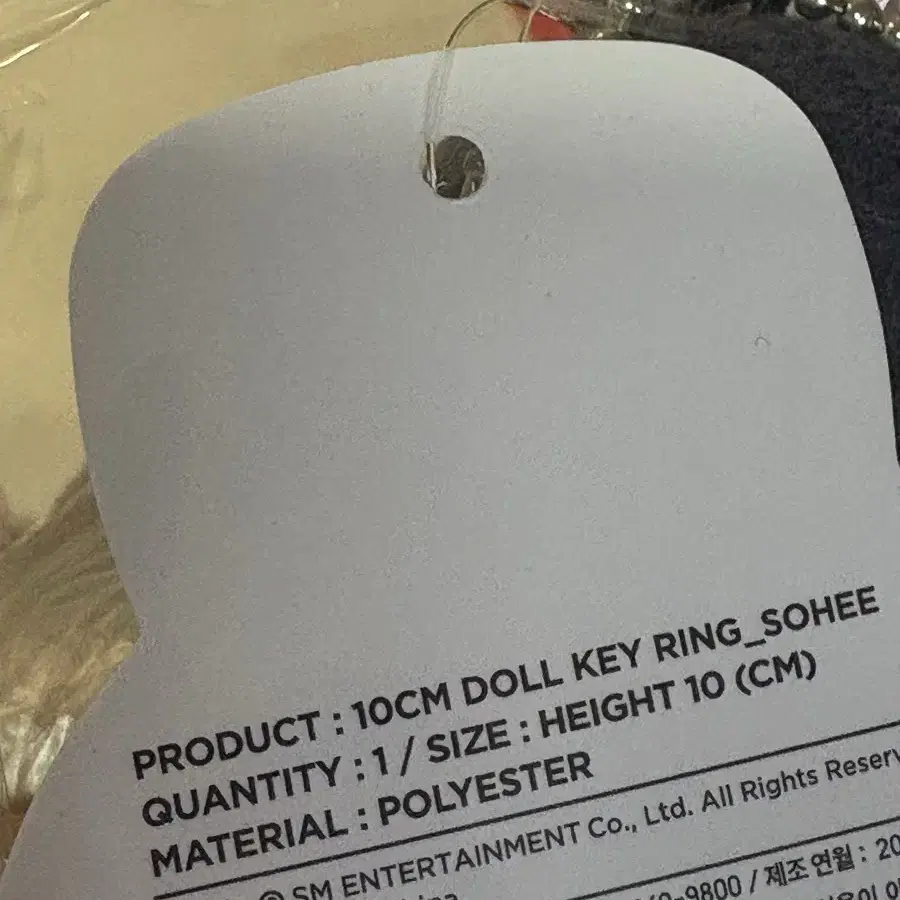 PRODUCT : 10CM DOLL KEY RING_SOHEE
QUANTITY : 1 / SIZE : HEIGHT 10 (CM)
MATERIAL : POLYESTER
© SM ENTERTAINMENT Co., Ltd. All Rights
-9800 / 제조연월 : 20